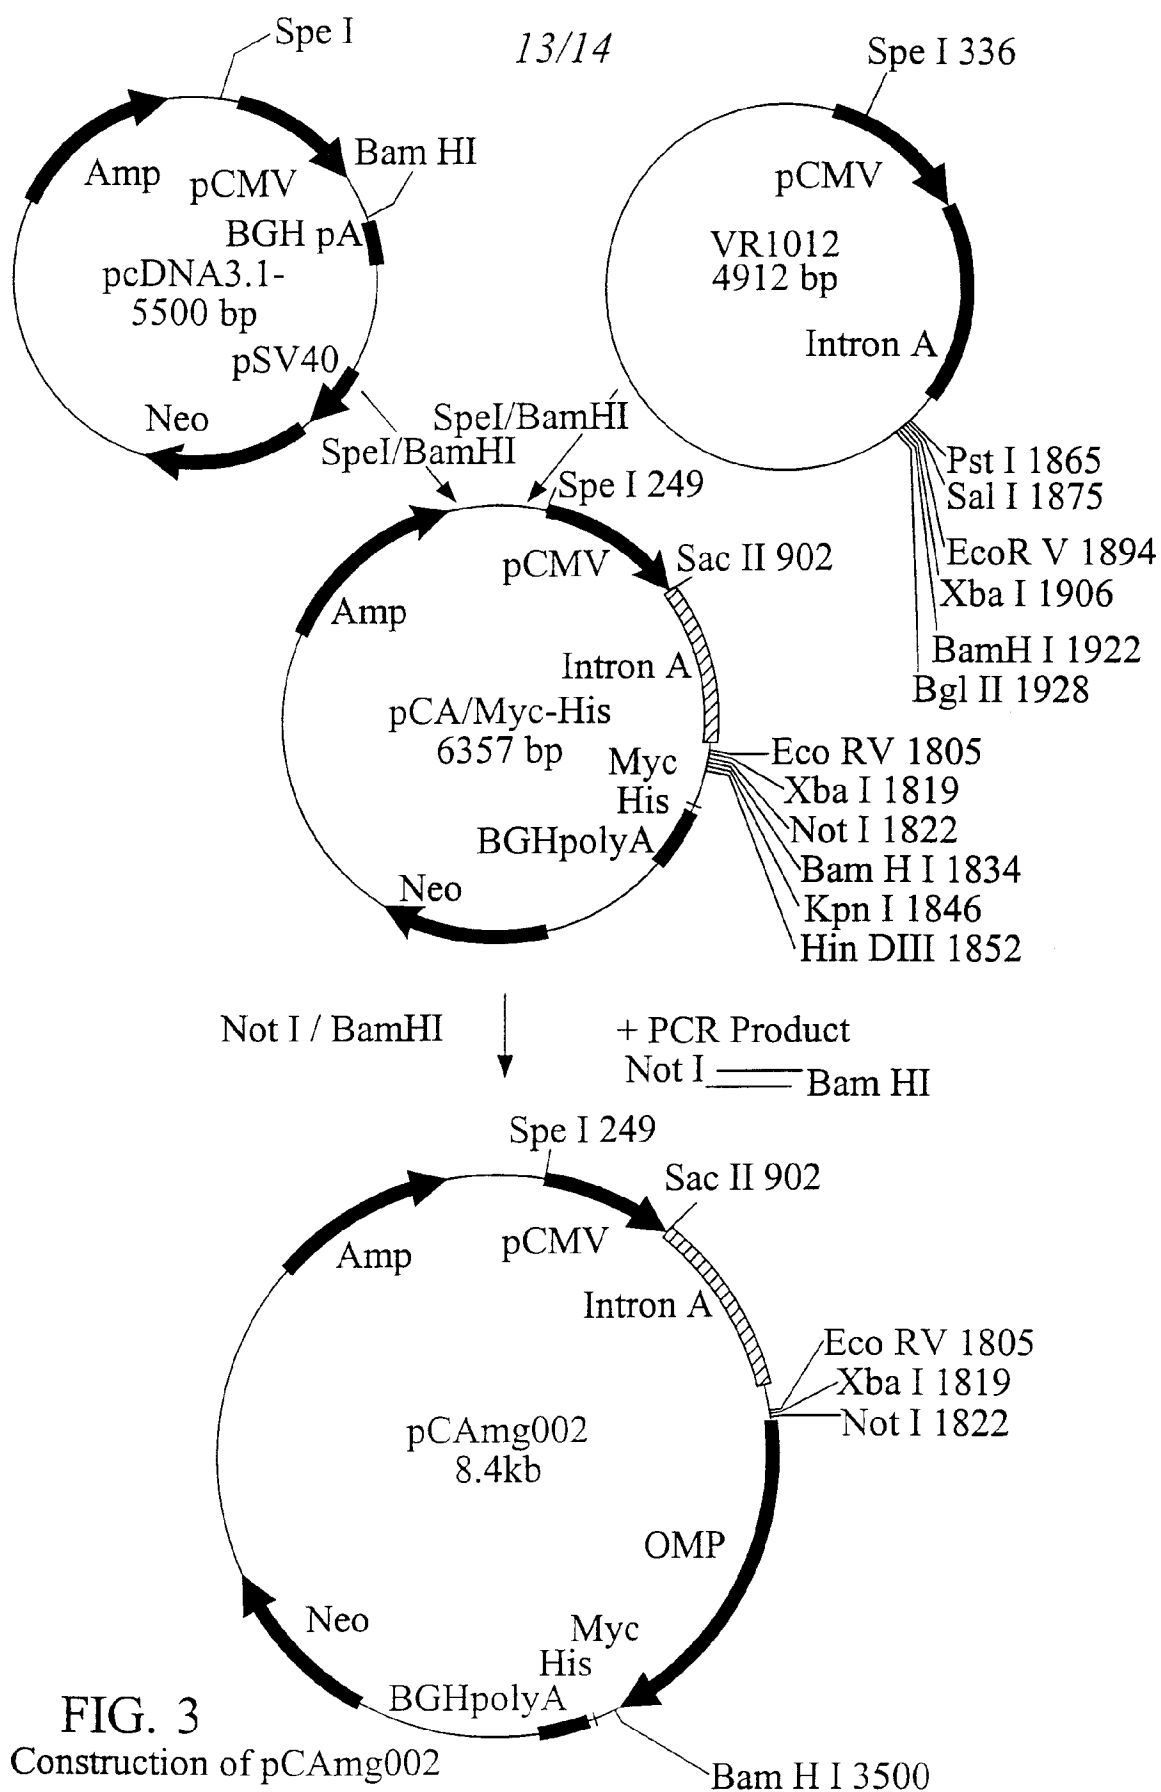 13/14
Spe I
Amp
pCMV
Bam HI
BGH pA
pcDNA3.1-
5500 bp
pSV40
Neo
SpeI/BamHI
Spe I 336
pCMV
VR1012
4912 bp
Intron A
SpeI/BamHI
Pst I 1865
Sal I 1875
EcoR V 1894
Xba I 1906
BamH I 1922
Bgl II 1928
Spe I 249
pCMV
Sac II 902
Amp
Intron A
pCA/Myc-His
6357 bp
Myc
His
BGHpolyA
Neo
Eco RV 1805
Xba I 1819
Not I 1822
Bam H I 1834
Kpn I 1846
Hin DIII 1852
Not I / BamHI
+ PCR Product
Not I
Bam HI
Spe I 249
Sac II 902
Amp
pCMV
Intron A
Eco RV 1805
Xba I 1819
Not I 1822
pCAmg002
8.4kb
OMP
Neo
Myc
His
BGHpolyA
Bam H I 3500
FIG. 3
Construction of pCAmg002